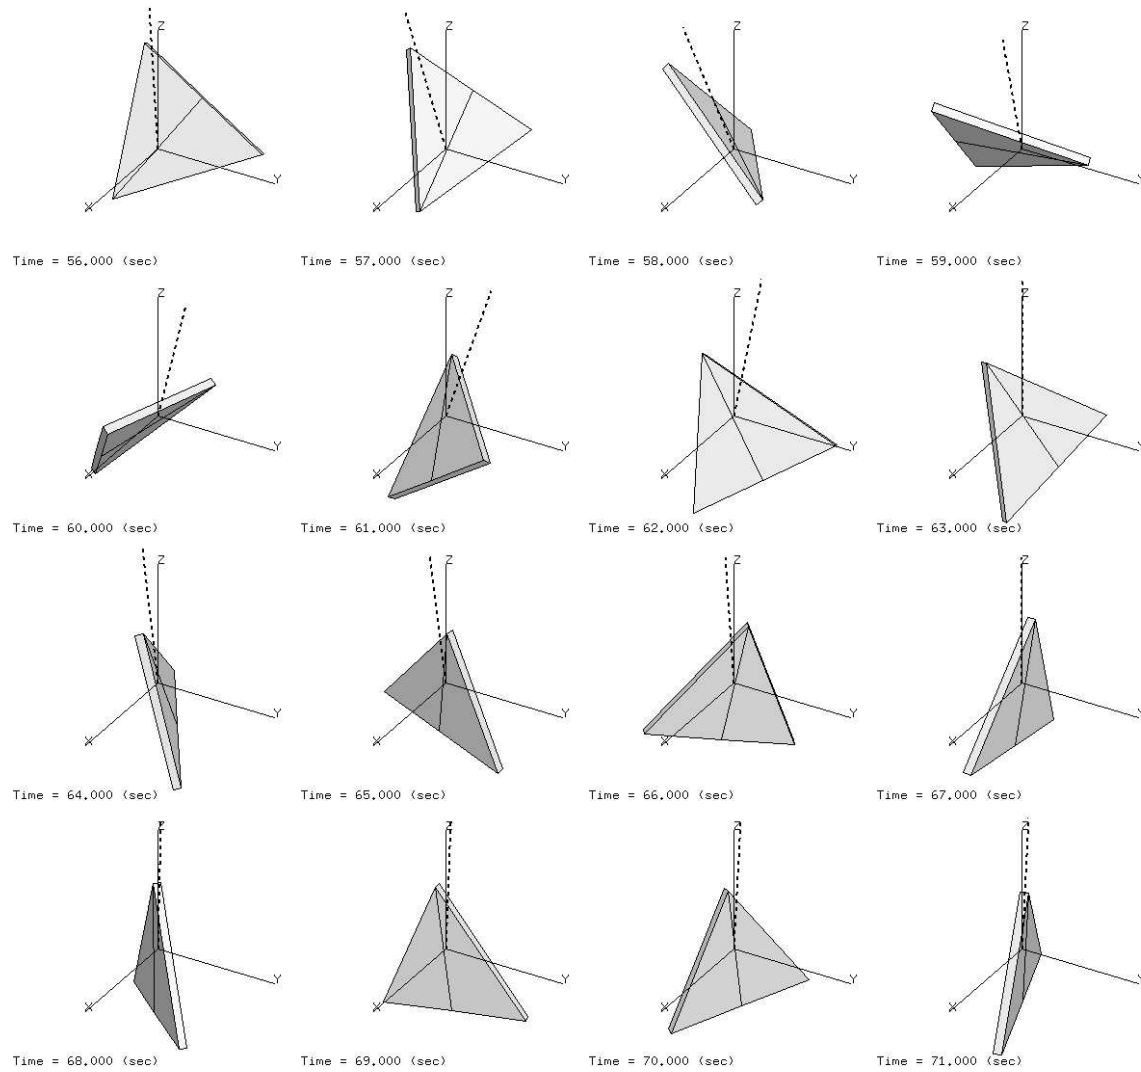 Z
Y
X
Time = 56.000 (sec)
Z
Y
X
Time = 57.000 (sec)
Z
Y
X
Time = 58.000 (sec)
Z
Y
X
Time = 59.000 (sec)
Z
Y
X
Time = 60.000 (sec)
Z
Y
X
Time = 61.000 (sec)
Z
Y
X
Time = 62.000 (sec)
Z
Y
X
Time = 63.000 (sec)
Z
Y
X
Time = 64.000 (sec)
Z
Y
X
Time = 65.000 (sec)
Z
Y
X
Time = 66.000 (sec)
Z
Y
X
Time = 67.000 (sec)
Z
Y
X
Time = 68.000 (sec)
Z
Y
X
Time = 69.000 (sec)
Z
Y
X
Time = 70.000 (sec)
Z
Y
X
Time = 71.000 (sec)